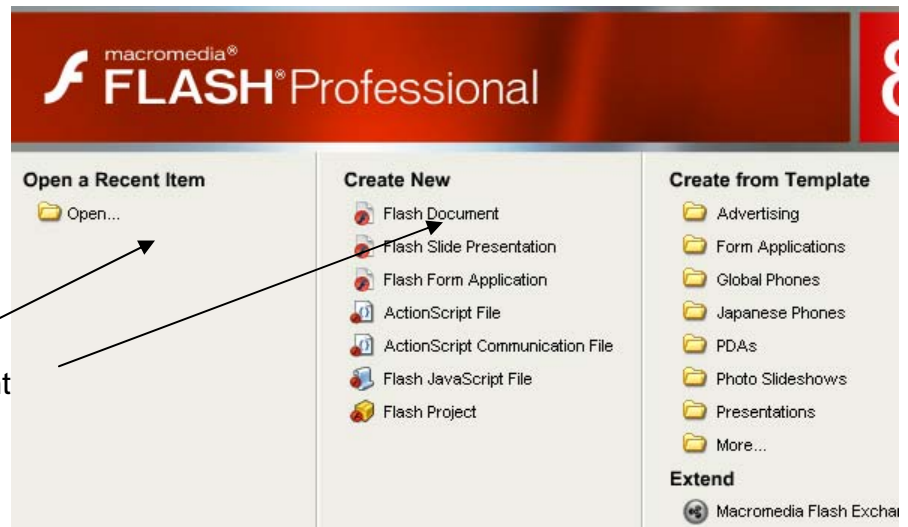 macromedia®
FLASH® Professional
8
Open a Recent Item
Open...
Create New
Flash Document
Flash Slide Presentation
Flash Form Application
ActionScript File
ActionScript Communication File
Flash JavaScript File
Flash Project
Create from Template
Advertising
Form Applications
Global Phones
Japanese Phones
PDAs
Photo Slideshows
Presentations
More...
Extend
Macromedia Flash